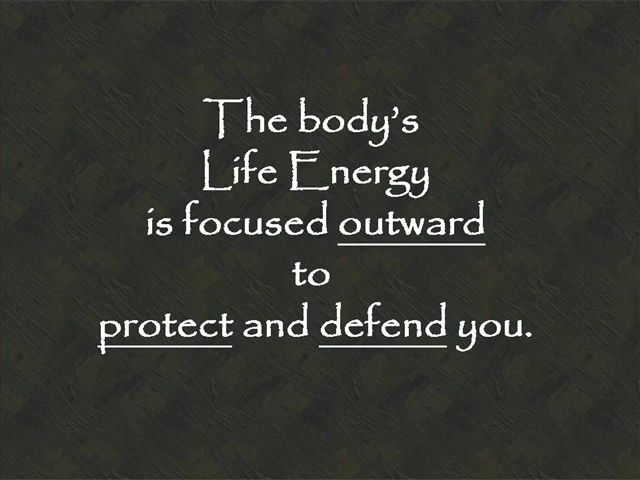 The body's
Life Energy
is focused outward
to
protect and defend you.